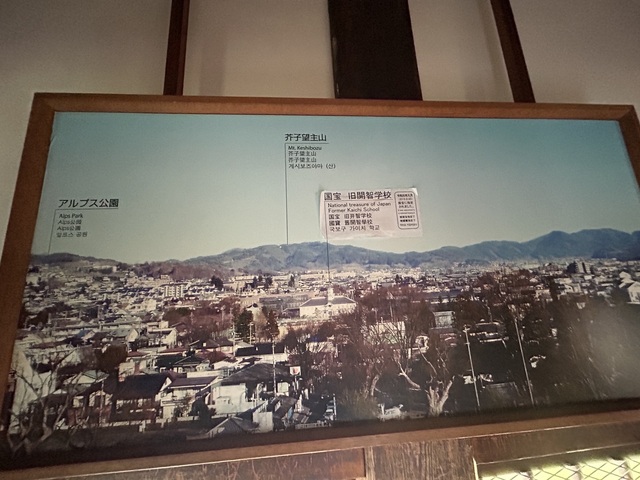 芥子望主山
Mt. Keshibozu
芥子望主山
芥子望主山
게시보즈야마 (산)
国宝 旧開智学校
National treasure of Japan
Former Kaichi School
国宝 旧开智学校
國寶 舊開智學校
국보구 가이치 학교
アルプス公園
Alps Park
Alps公园
Alps公園
알프스 공원